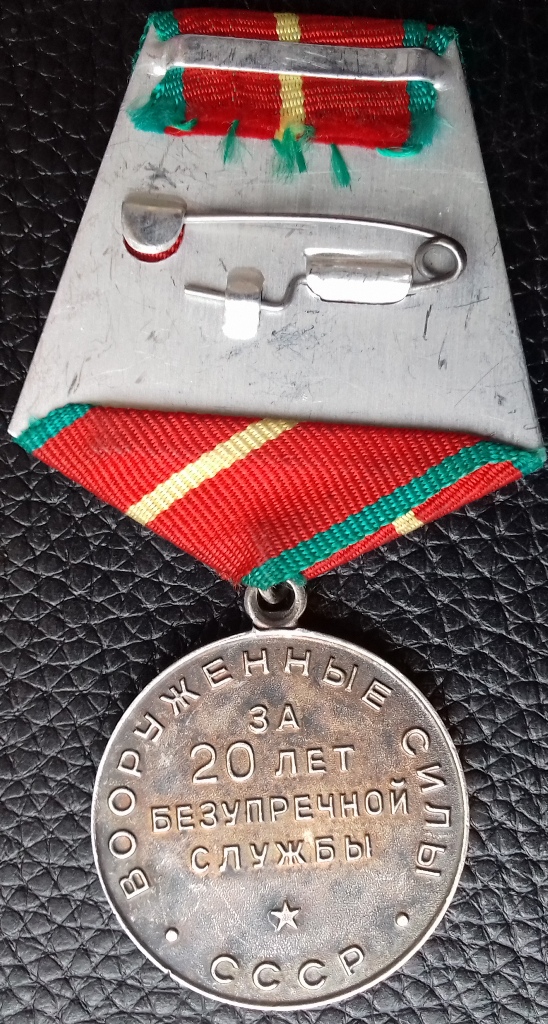 ВООРУЖЕННЫЕ СИЛЫ
ЗА
20 ЛЕТ
БЕЗУПРЕЧНОЙ
СЛУЖБЫ
СССР